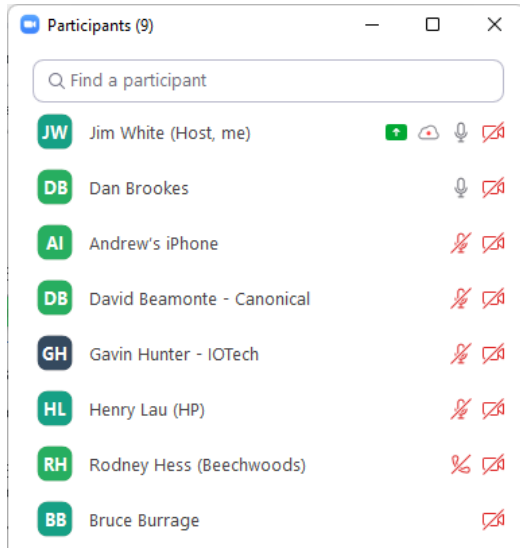 Participants (9)
Find a participant
JW Jim White (Host, me)
DB Dan Brookes
AI Andrew's iPhone
DB David Beamonte - Canonical
GH Gavin Hunter - IOTech
HL Henry Lau (HP)
RH Rodney Hess (Beechwoods)
BB Bruce Burrage